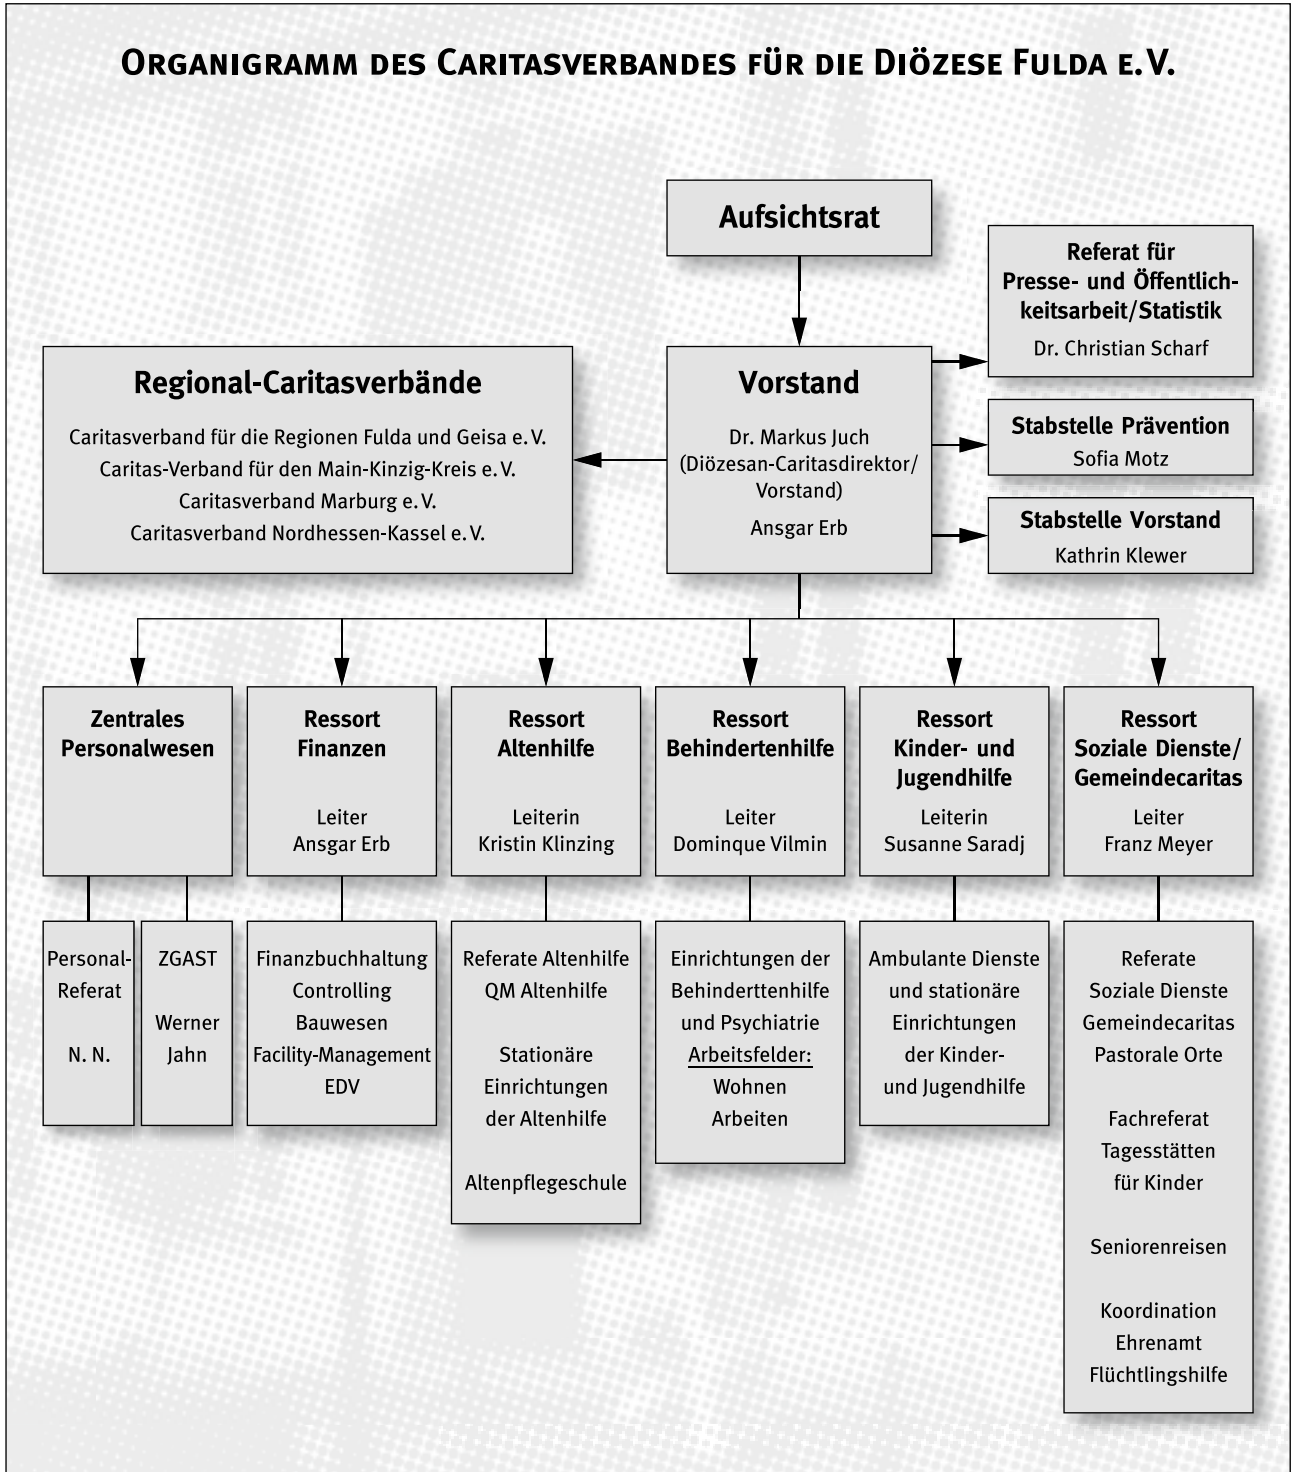 ORGANIGRAMM DES CARITASVERBANDES FÜR DIE DIÖZESE FULDA E.V.
Aufsichtsrat
Referat für
Presse- und Öffentlich-
keitsarbeit/Statistik
Dr. Christian Scharf
Regional-Caritasverbände
Caritasverband für die Regionen Fulda und Geisa e.V.
Caritas-Verband für den Main-Kinzig-Kreis e.V.
Caritasverband Marburg e.V.
Caritasverband Nordhessen-Kassel e.V.
Vorstand
Dr. Markus Juch
(Diözesan-Caritasdirektor/
Vorstand)
Ansgar Erb
Stabstelle Prävention
Sofia Motz
Stabstelle Vorstand
Kathrin Klewer
Zentrales
Personalwesen
Ressort
Finanzen
Leiter
Ansgar Erb
Ressort
Altenhilfe
Leiterin
Kristin Klinzing
Ressort
Behindertenhilfe
Leiter
Dominque Vilmin
Ressort
Kinder- und
Jugendhilfe
Leiterin
Susanne Saradj
Ressort
Soziale Dienste/
Gemeindecaritas
Leiter
Franz Meyer
Personal-
Referat
N. N.
ZGAST
Werner
Jahn
Finanzbuchhaltung
Controlling
Bauwesen
Facility-Management
EDV
Referate Altenhilfe
QM Altenhilfe
Stationäre
Einrichtungen
der Altenhilfe
Altenpflegeschule
Einrichtungen der
Behinderttenhilfe
und Psychiatrie
Arbeitsfelder:
Wohnen
Arbeiten
Ambulante Dienste
und stationäre
Einrichtungen
der Kinder-
und Jugendhilfe
Referate
Soziale Dienste
Gemeindecaritas
Pastorale Orte
Fachreferat
Tagesstätten
für Kinder
Seniorenreisen
Koordination
Ehrenamt
Flüchtlingshilfe